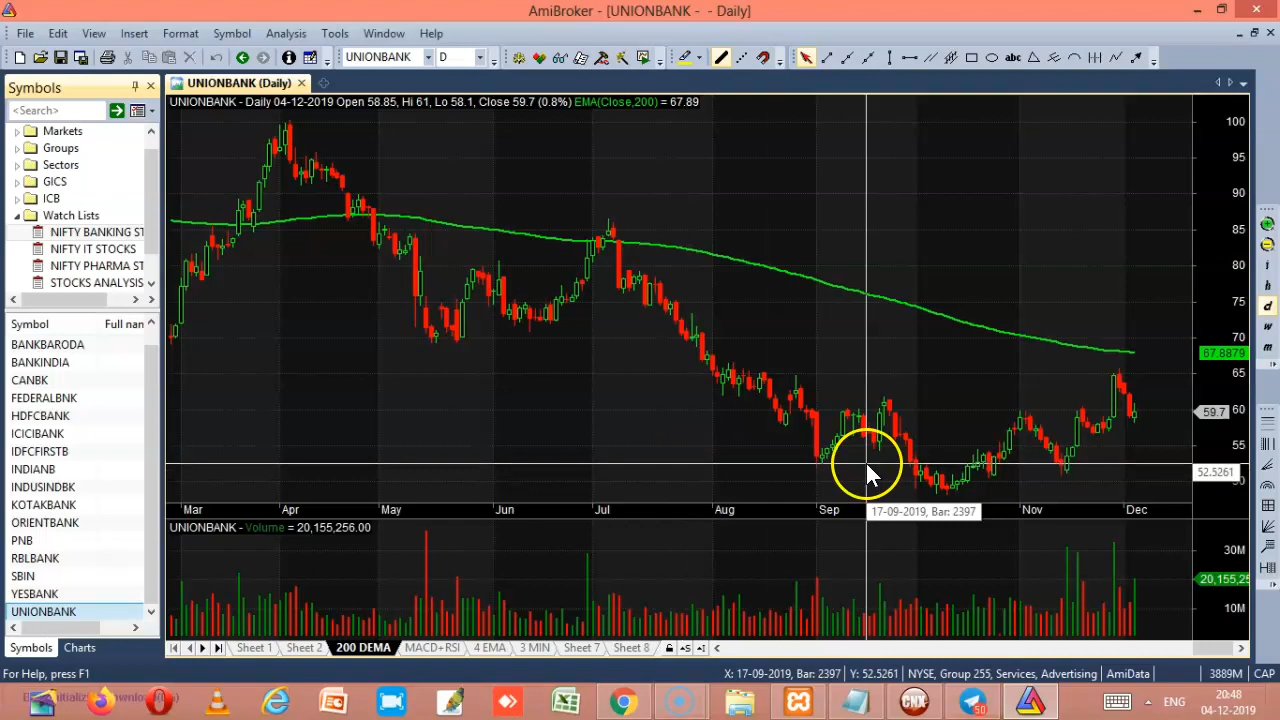 AmiBroker - [UNIONBANK - - Daily]
File Edit View Insert Format Symbol Analysis Tools Window Help
UNIONBANK D abc
Symbols
UNIONBANK (Daily)
<Search>
UNIONBANK - Daily 04-12-2019 Open 58.85, Hi 61, Lo 58.1, Close 59.7 (0.8%) EMA(Close,200) = 67.89
Markets
Groups
Sectors
GICS
ICB
Watch Lists
NIFTY BANKING ST
NIFTY IT STOCKS
NIFTY PHARMA ST
STOCKS ANALYSIS
Symbol Full nan
BANKBARODA
BANKINDIA
CANBK
FEDERALBNK
HDFCBANK
ICICIBANK
IDFCFIRSTB
INDIANB
INDUSINDBK
KOTAKBANK
ORIENTBANK
PNB
RBLBANK
SBIN
YESBANK
UNIONBANK
Symbols Charts
100
95
90
85
80
75
70
67.8879
65
60
59.7
55
52.5261
Mar Apr May Jun Jul Aug Sep Nov Dec
17-09-2019, Bar: 2397
UNIONBANK - Volume = 20,155,256.00
30M
20,155,25
10M
i
h
d
w
m
Sheet 1 Sheet 2 200 DEMA MACD+RSI 4 EMA 3 MIN Sheet 7 Sheet 8
For Help, press F1
X: 17-09-2019, Bar: 2397 Y: 52.5261 NYSE, Group 255, Services, Advertising AmiData 3889M CAP
CNX 50 ENG
20:48
04-12-2019